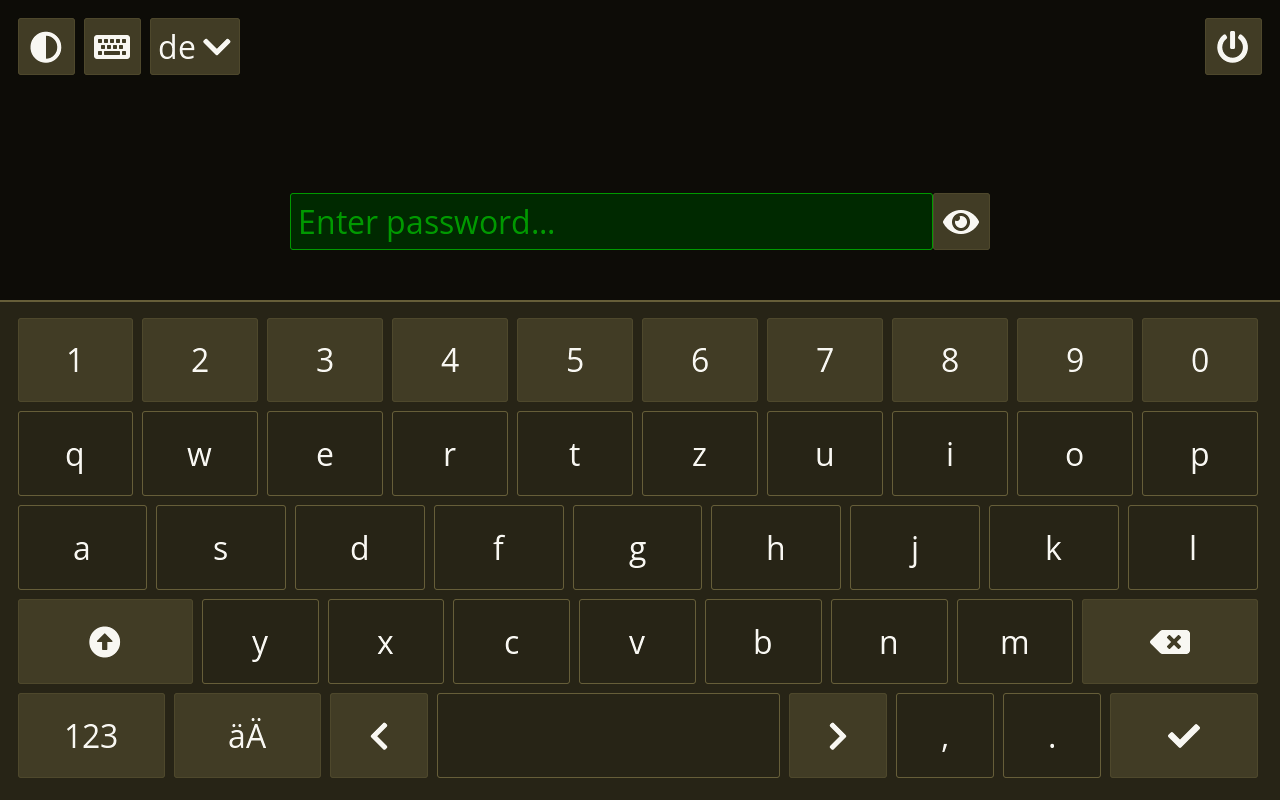 de
Enter password...
1 2 3 4 5 6 7 8 9 0
q w e r t z u i o p
a s d f g h j k l
y x c v b n m
123 äÄ , .